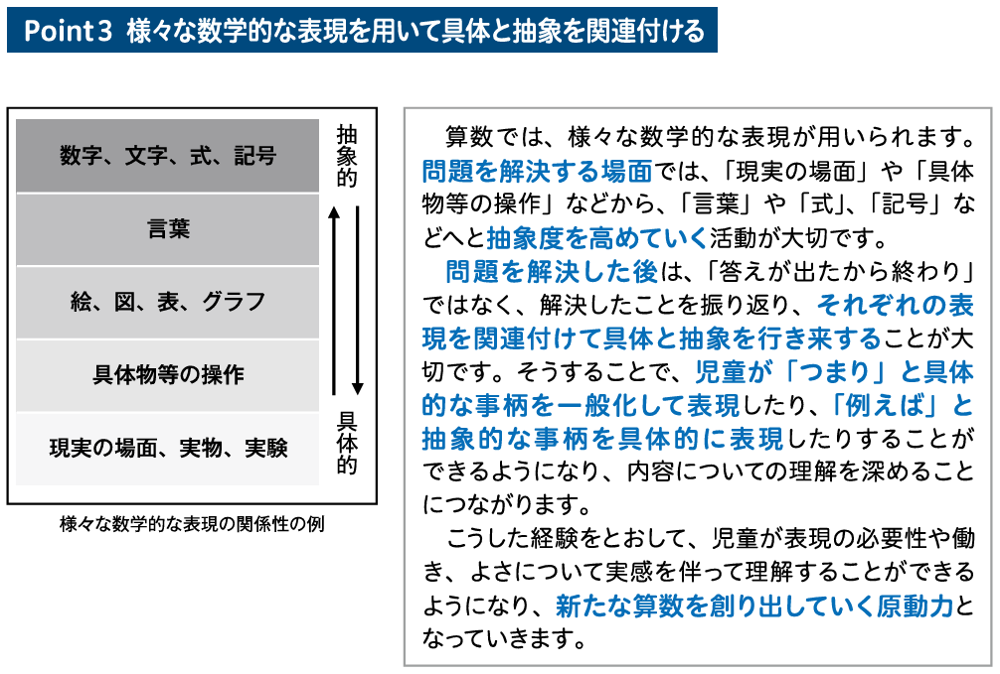 Point 3 様々な数学的な表現を用いて具体と抽象を関連付ける
数字、文字、式、記号
言葉
絵、図、表、グラフ
具体物等の操作
現実の場面、実物、実験
抽象的
具体的
様々な数学的な表現の関係性の例
算数では、様々な数学的な表現が用いられます。
問題を解決する場面では、「現実の場面」や「具体
物等の操作」などから、「言葉」や「式」、「記号」な
どへと抽象度を高めていく活動が大切です。
問題を解決した後は、「答えが出たから終わり」
ではなく、解決したことを振り返り、それぞれの表
現を関連付けて具体と抽象を行き来することが大
切です。そうすることで、児童が「つまり」と具体
的な事柄を一般化して表現したり、「例えば」と
抽象的な事柄を具体的に表現したりすることが
できるようになり、内容についての理解を深めること
につながります。
こうした経験をとおして、児童が表現の必要性や働
き、よさについて実感を伴って理解することができる
ようになり、新たな算数を創り出していく原動力と
なっていきます。